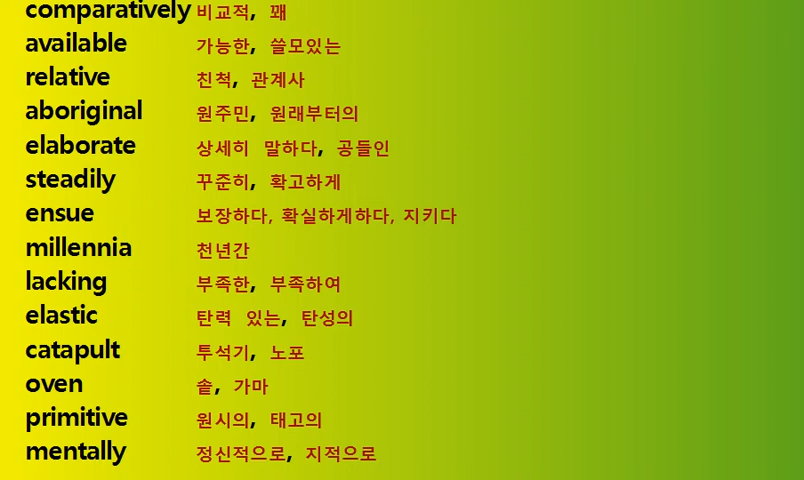 comparatively 비교적, 꽤
available 가능한, 쓸모있는
relative 친척, 관계사
aboriginal 원주민, 원래부터의
elaborate 상세히 말하다, 공들인
steadily 꾸준히, 확고하게
ensue 보장하다, 확실하게하다, 지키다
millennia 천년간
lacking 부족한, 부족하여
elastic 탄력 있는, 탄성의
catapult 투석기, 노포
oven 솥, 가마
primitive 원시의, 태고의
mentally 정신적으로, 지적으로